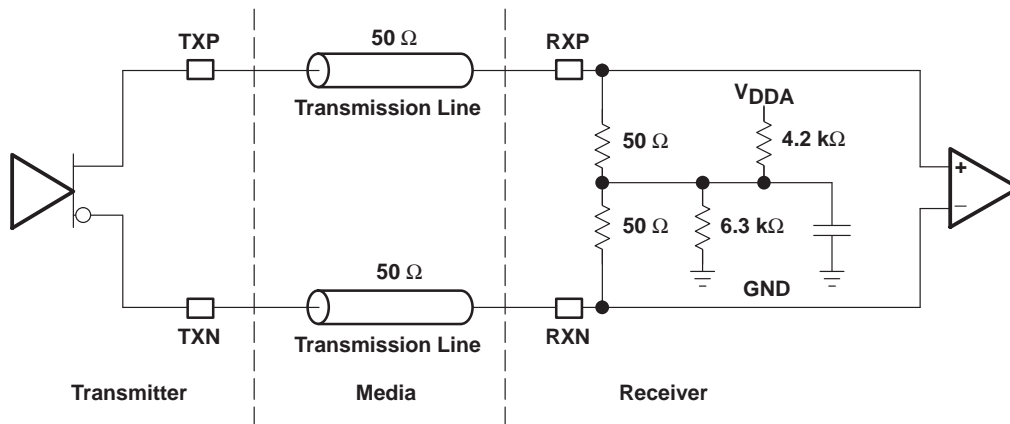 TXP
50 Ω
RXP
Transmission Line
VDDA
50 Ω
4.2 kΩ
+
–
50 Ω
6.3 kΩ
50 Ω
GND
TXN
Transmission Line
RXN
Transmitter
Media
Receiver